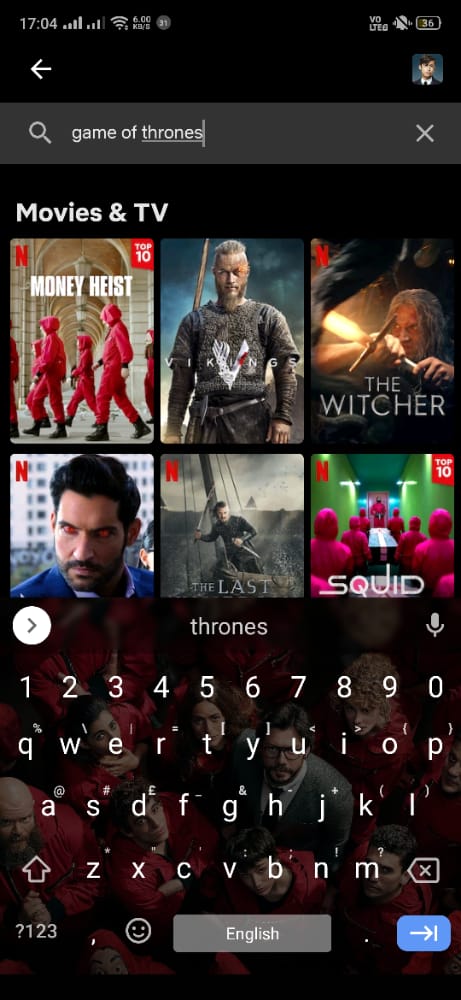 17:04 6.00 KB/S 31 VO LTE 36
game of thrones
Movies & TV
N TOP 10 N
MONEY HEIST
VIKINGS
THE
WITCHER
N N N TOP 10
THE LAST
SQUID
thrones
1 2 3 4 5 6 7 8 9 0
% \ | = [ ] < > { }
q w e r t y u i o p
@ # £ _ & - + ( )
a s d f g h j k l
* " ' : ; ! ?
z x c v b n m
?123 , English .